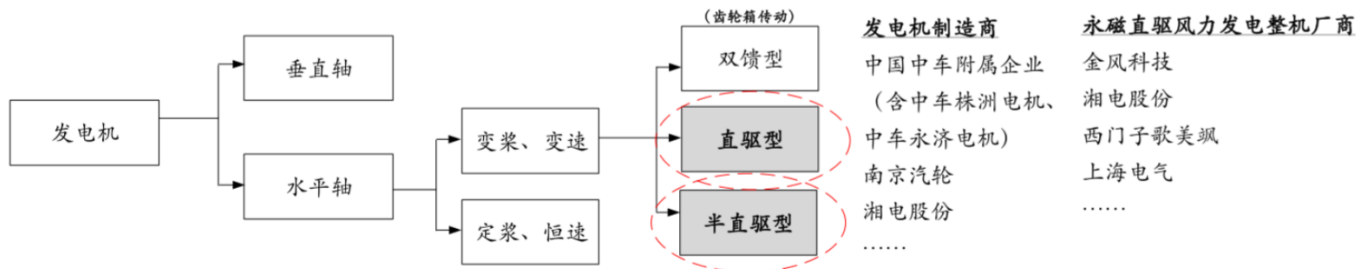 （齿轮箱传动）
双馈型
垂直轴
发电机
直驱型
变桨、变速
水平轴
半直驱型
定浆、恒速
发电机制造商
中国中车附属企业
（含中车株洲电机、
中车永济电机）
南京汽轮
湘电股份
……
永磁直驱风力发电整机厂商
金风科技
湘电股份
西门子歌美飒
上海电气
……